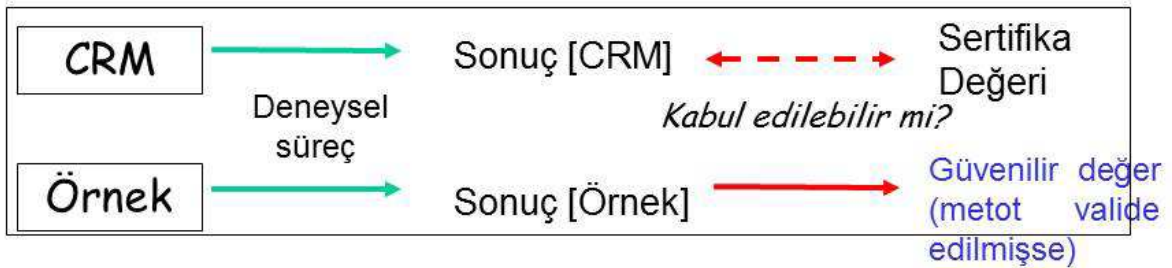 CRM
Sonuç [CRM]
Sertifika
Değeri
Deneysel
süreç
Kabul edilebilir mi?
Örnek
Sonuç [Örnek]
Güvenilir değer
(metot valide
edilmişse)